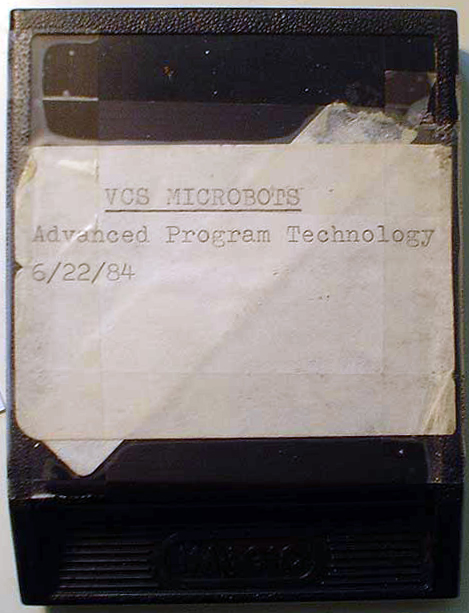 VCS MICROBOTS
Advanced Program Technology
6/22/84